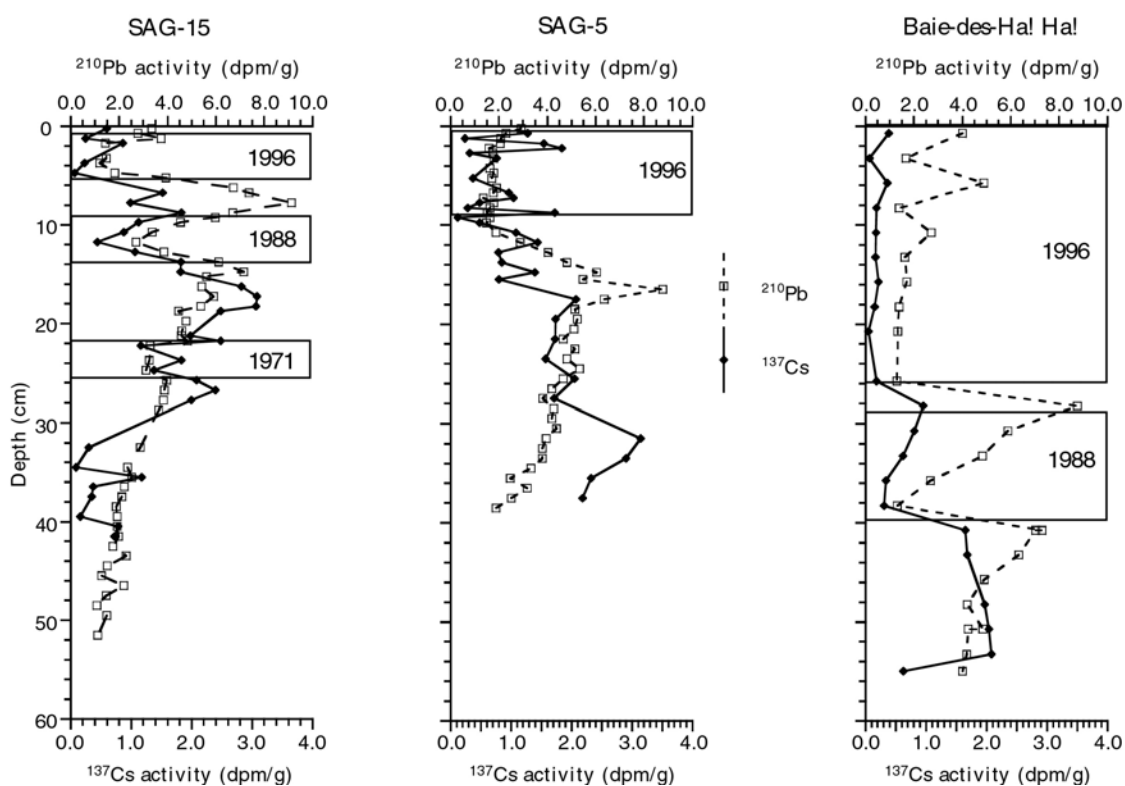 SAG-15
SAG-5
Baie-des-Ha! Ha!
²¹⁰Pb activity (dpm/g)
²¹⁰Pb activity (dpm/g)
²¹⁰Pb activity (dpm/g)
0.0 2.0 4.0 6.0 8.0 10.0
0.0 2.0 4.0 6.0 8.0 10.0
0.0 2.0 4.0 6.0 8.0 10.0
0
10
20
30
40
50
60
Depth (cm)
1996
1988
1971
1996
1996
1988
²¹⁰Pb
¹³⁷Cs
0.0 1.0 2.0 3.0 4.0
0.0 1.0 2.0 3.0 4.0
0.0 1.0 2.0 3.0 4.0
¹³⁷Cs activity (dpm/g)
¹³⁷Cs activity (dpm/g)
¹³⁷Cs activity (dpm/g)